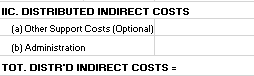 IIC. DISTRIBUTED INDIRECT COSTS
(a) Other Support Costs (Optional)
(b) Administration
TOT. DISTR'D INDIRECT COSTS =